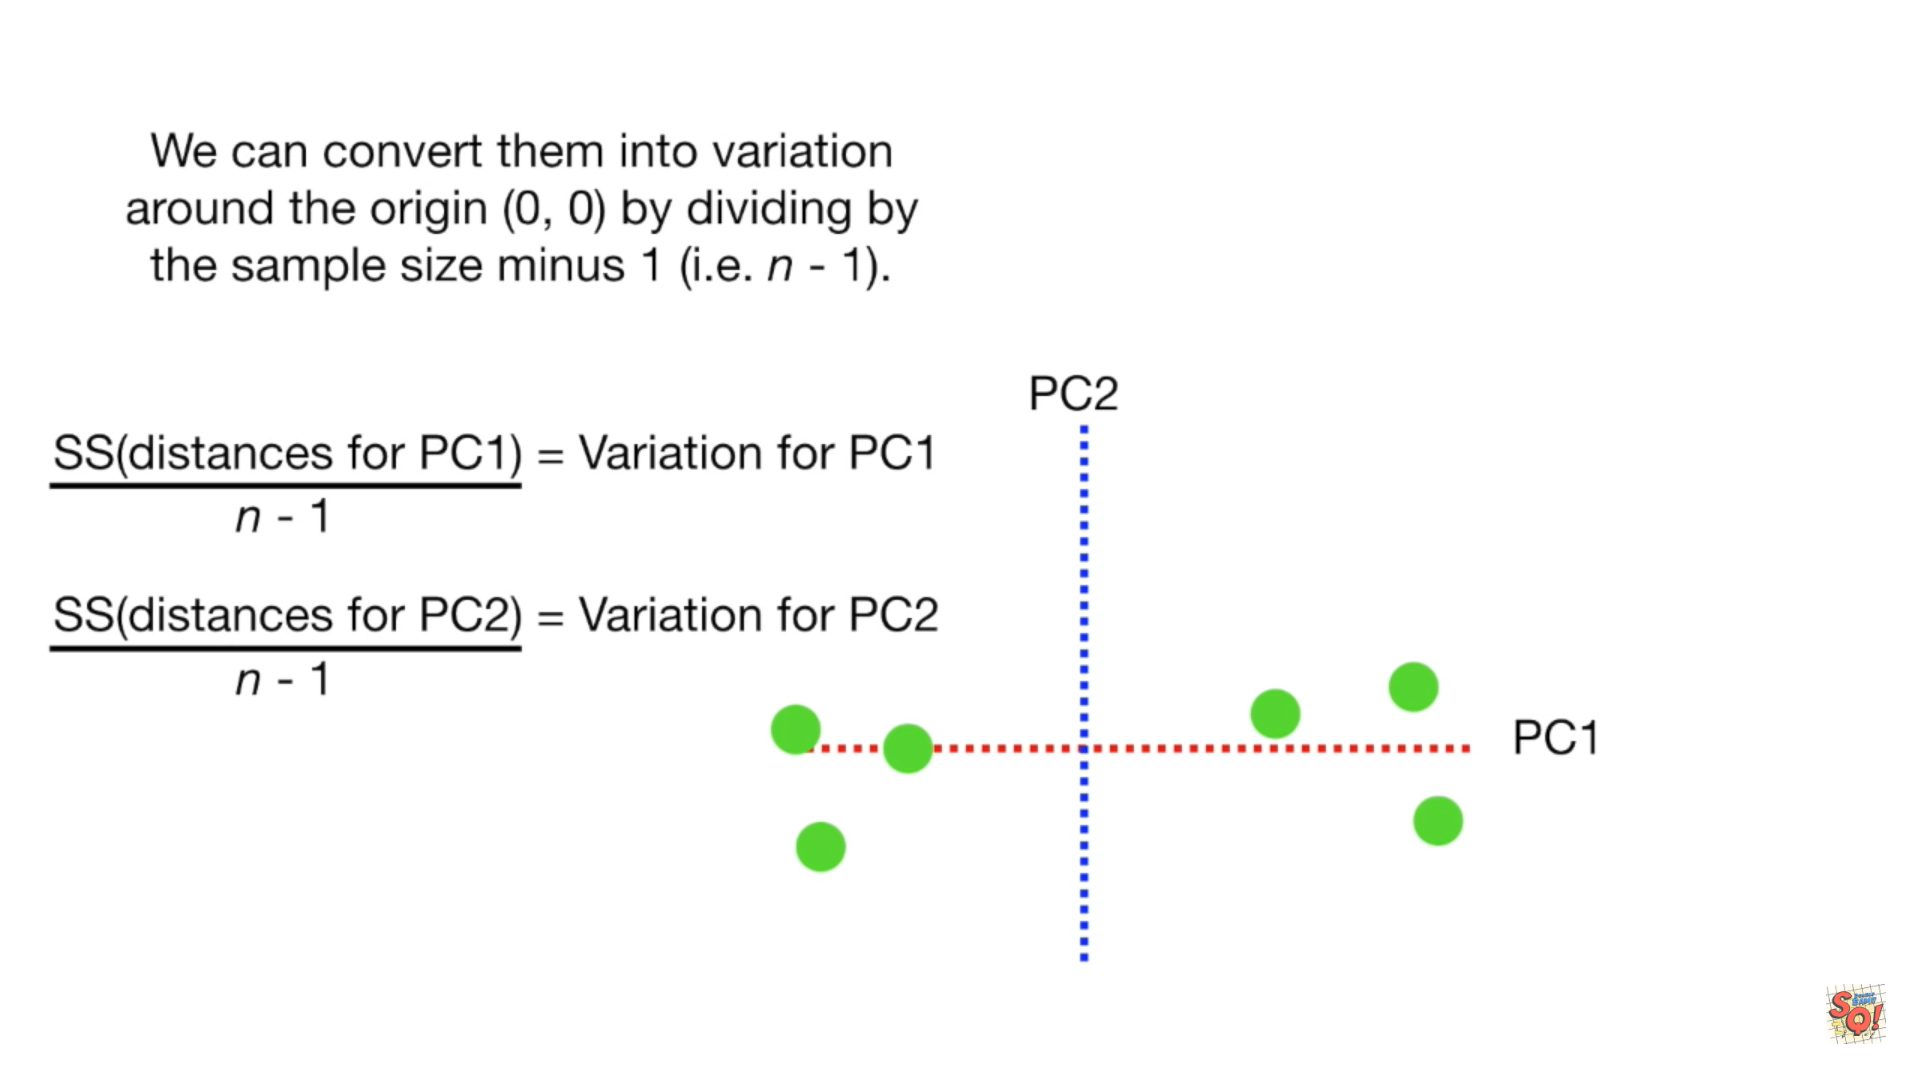 We can convert them into variation
around the origin (0, 0) by dividing by
the sample size minus 1 (i.e. n - 1).
PC2
SS(distances for PC1) = Variation for PC1
n - 1
SS(distances for PC2) = Variation for PC2
n - 1
PC1
SQ!